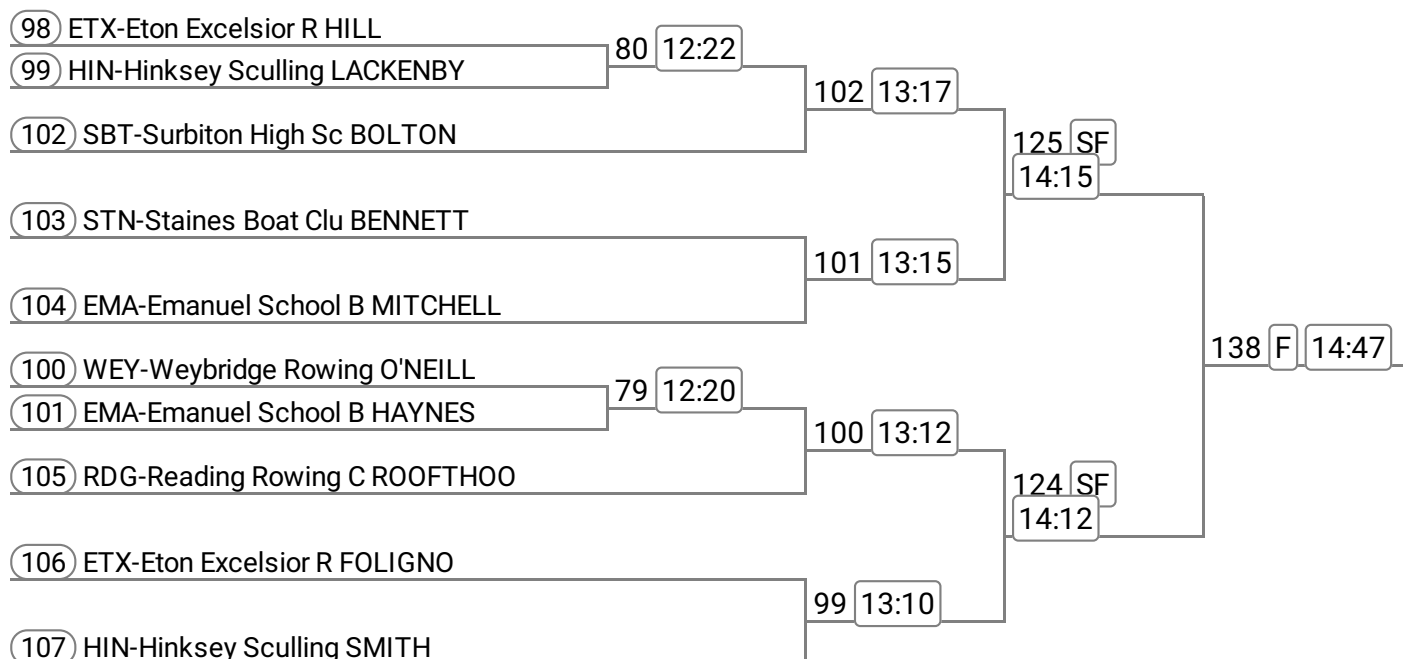 98 ETX-Eton Excelsior R HILL
80 12:22
99 HIN-Hinksey Sculling LACKENBY
102 13:17
102 SBT-Surbiton High Sc BOLTON
125 SF
14:15
103 STN-Staines Boat Clu BENNETT
101 13:15
104 EMA-Emanuel School B MITCHELL
138 F 14:47
100 WEY-Weybridge Rowing O'NEILL
79 12:20
101 EMA-Emanuel School B HAYNES
100 13:12
105 RDG-Reading Rowing C ROOFTHOO
124 SF
14:12
106 ETX-Eton Excelsior R FOLIGNO
99 13:10
107 HIN-Hinksey Sculling SMITH